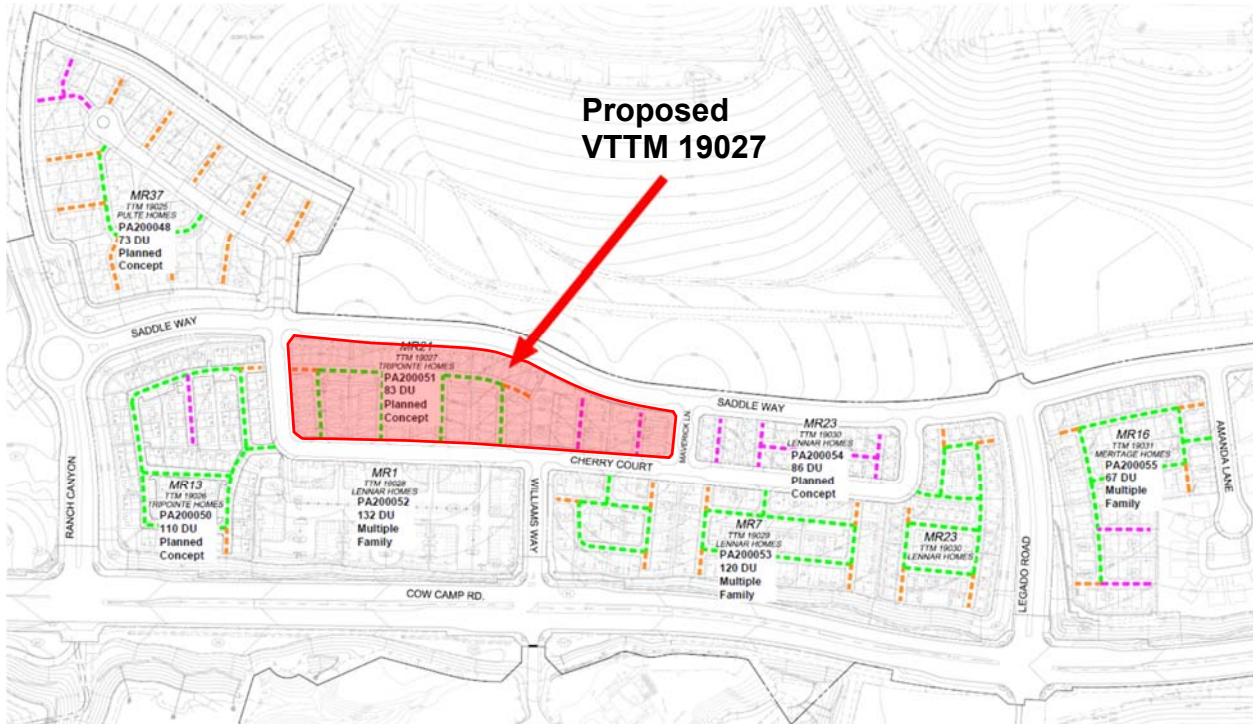 Proposed
VTTM 19027
MR37
TTM 19025
PULTE HOMES
PA200048
73 DU
Planned
Concept
SADDLE WAY
MR21
TTM 19027
TRIPOINTE HOMES
PA200051
83 DU
Planned
Concept
SADDLE WAY
MAVERICK LN
MR23
TTM 19030
LENNAR HOMES
PA200054
86 DU
Planned
Concept
MR16
TTM 19031
MERITAGE HOMES
PA200055
67 DU
Multiple
Family
AMANDA LANE
CHERRY COURT
RANCH CANYON
MR13
TTM 19026
TRIPOINTE HOMES
PA200050
110 DU
Planned
Concept
MR1
TTM 19028
LENNAR HOMES
PA200052
132 DU
Multiple
Family
WILLIAMS WAY
MR7
TTM 19029
LENNAR HOMES
PA200053
120 DU
Multiple
Family
MR23
TTM 19030
LENNAR HOMES
LEGADO ROAD
COW CAMP RD.